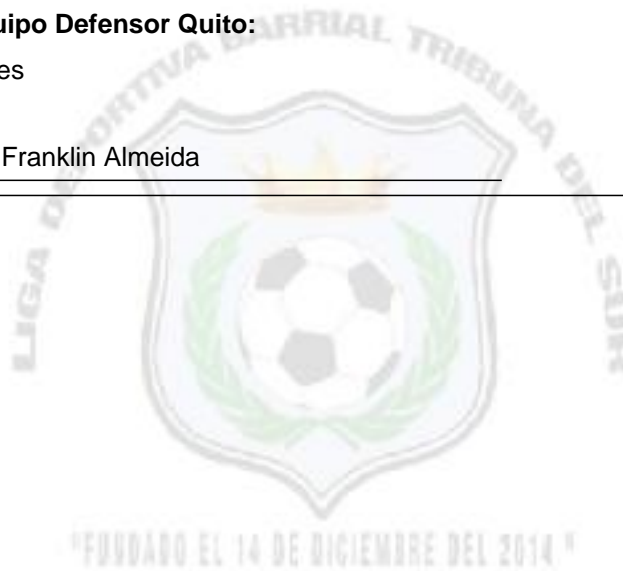 uipo Defensor Quito:
es
Franklin Almeida
LIGA DEPORTIVA BARRIAL TRIBUNA DEL SUR
"FUNDADO EL 14 DE DICIEMBRE DEL 2014"